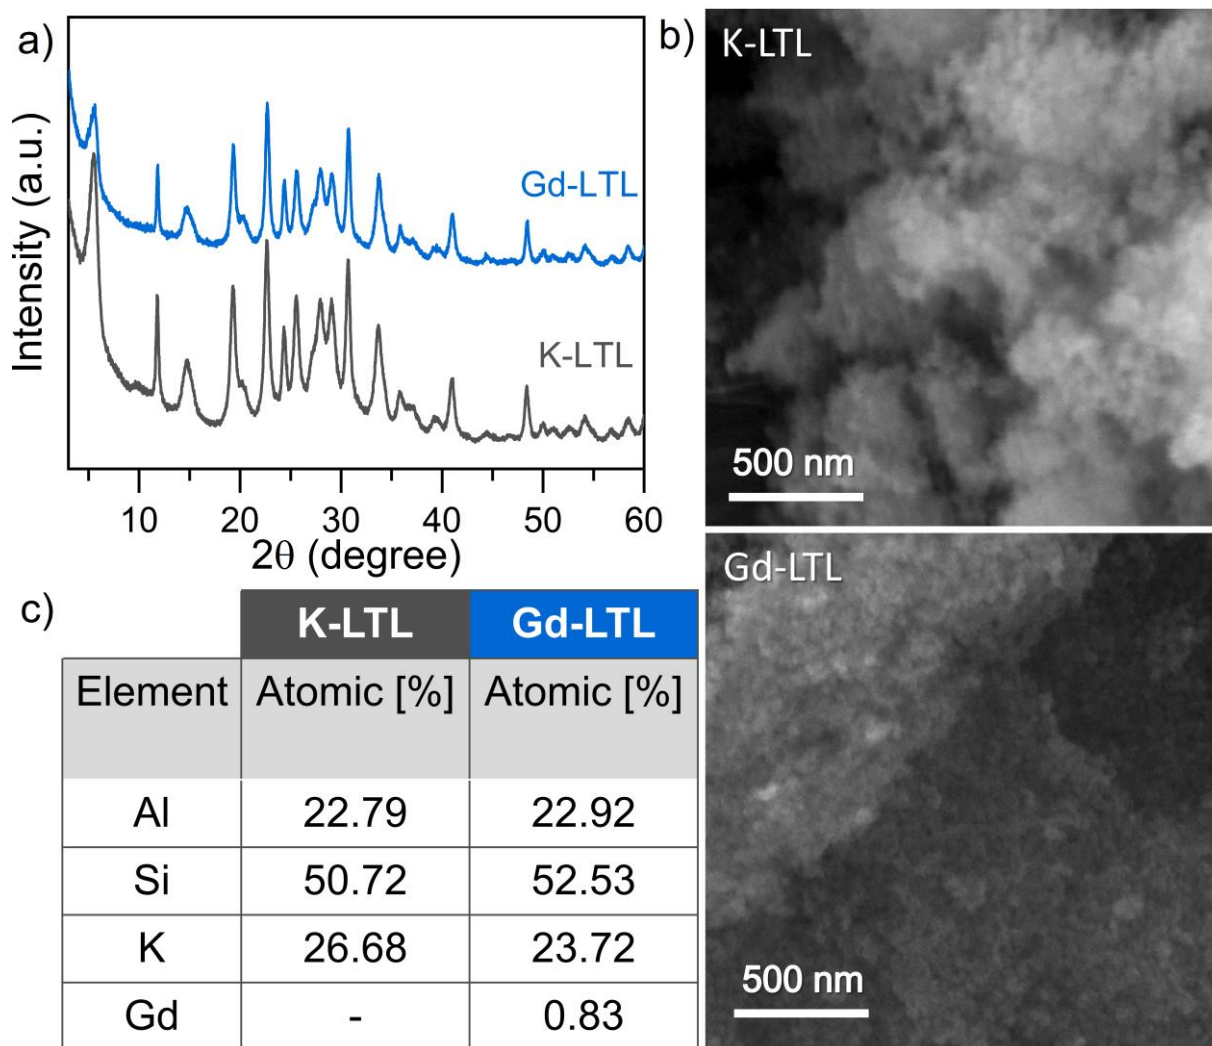 a)
Intensity (a.u.)
Gd-LTL
K-LTL
10 20 30 40 50 60
2θ (degree)
b)
K-LTL
500 nm
Gd-LTL
500 nm
c)
K-LTL Gd-LTL
Element Atomic [%] Atomic [%]
Al 22.79 22.92
Si 50.72 52.53
K 26.68 23.72
Gd - 0.83